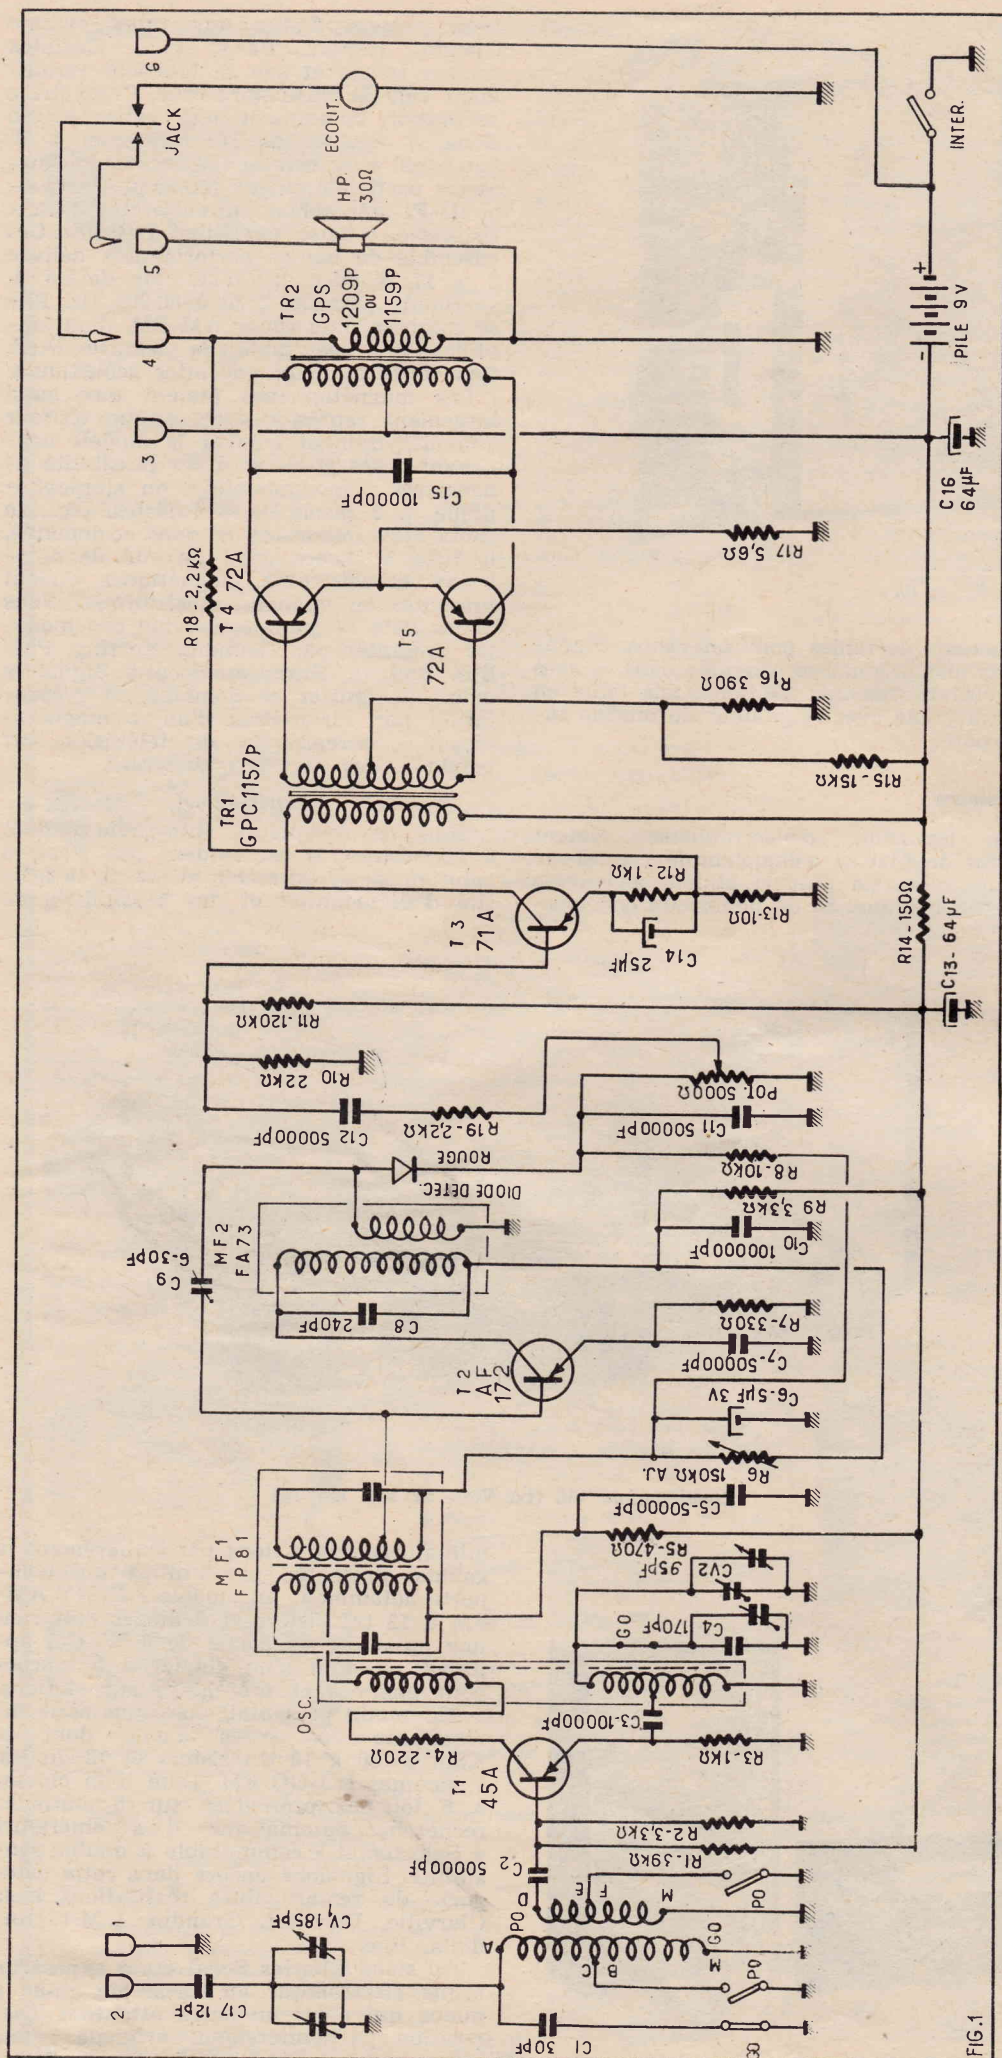 2
1
C17 12pF
CV1 185pF
C1 30pF
GO
A
PO
D
C
B
E
F
M
M
GO
PO
PO
C2 50000pF
R1-39kΩ
R2-3,3kΩ
T1
45A
R4-220Ω
R3-1kΩ
C3-10000pF
OSC.
GO
C4
170pF
CV2
95pF
MF1
FP81
R5-470Ω
C5-50000pF
R6
150kΩ AJ.
C6-5µF 3V
T2
AF
172
C7-50000pF
R7-330Ω
C9
6-30pF
C8
240pF
MF2
FA73
DIODE DETEC.
ROUGE
C10
100000pF
R9 3,3kΩ
R8-10kΩ
C11 50000pF
POT. 5000Ω
C12 50000pF
R19-2,2kΩ
R10
22kΩ
R11-120kΩ
C13-64µF
R14-150Ω
T3
71A
C14
25µF
R12-1kΩ
R13-10Ω
TR1
GPC1157P
R15-15kΩ
R16 390Ω
R18-2,2kΩ
T4
72A
T5
72A
R17 5,6Ω
C15
10000pF
TR2
GPS
1209P
OU
1159P
3
4
5
6
JACK
H.P.
30Ω
ECOUT.
C16
64µF
- +
PILE 9V
INTER.
FIG.1